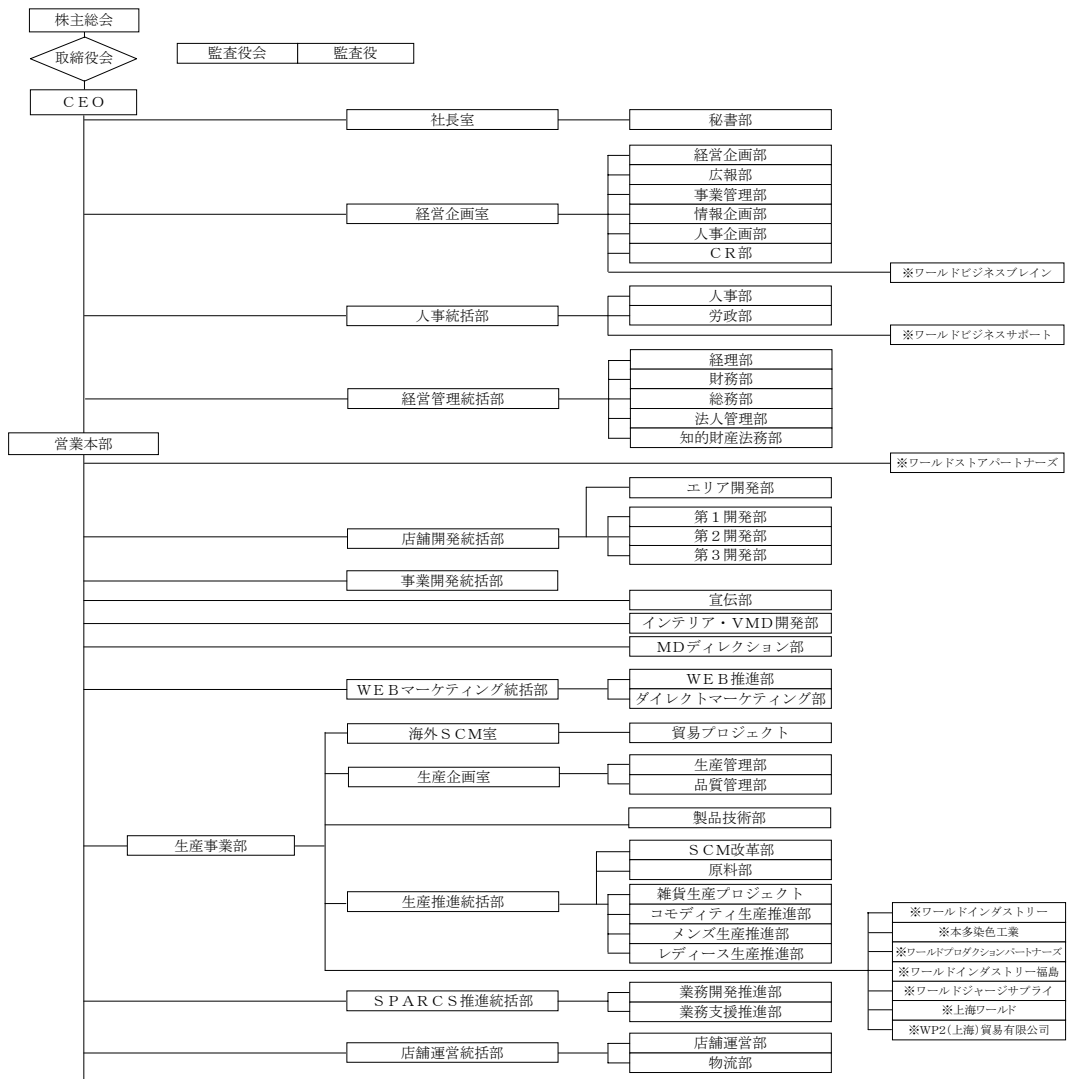 株主総会
取締役会
監査役会 監査役
ＣＥＯ
社長室 秘書部
経営企画部
広報部
事業管理部
経営企画室 情報企画部
人事企画部
ＣＲ部
※ワールドビジネスブレイン
人事部
人事統括部 労政部
※ワールドビジネスサポート
経理部
財務部
経営管理統括部 総務部
法人管理部
知的財産法務部
営業本部
※ワールドストアパートナーズ
エリア開発部
第１開発部
店舗開発統括部 第２開発部
第３開発部
事業開発統括部
宣伝部
インテリア・ＶＭＤ開発部
ＭＤディレクション部
ＷＥＢ推進部
ＷＥＢマーケティング統括部
ダイレクトマーケティング部
海外ＳＣＭ室 貿易プロジェクト
生産管理部
生産企画室
品質管理部
製品技術部
生産事業部
ＳＣＭ改革部
原料部
雑貨生産プロジェクト
生産推進統括部
コモディティ生産推進部
メンズ生産推進部
レディース生産推進部
※ワールドインダストリー
※本多染色工業
※ワールドプロダクションパートナーズ
※ワールドインダストリー福島
※ワールドジャージサプライ
※上海ワールド
※WP2(上海)貿易有限公司
ＳＰＡＲＣＳ推進統括部 業務開発推進部
業務支援推進部
店舗運営統括部 店舗運営部
物流部